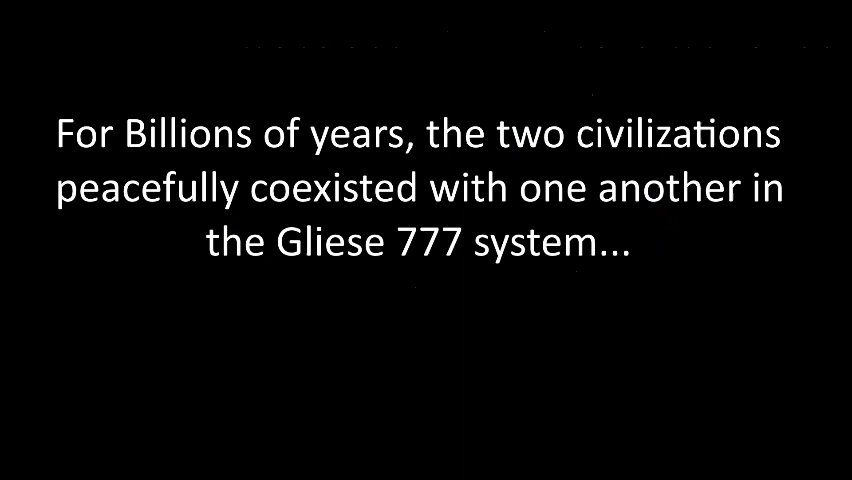 For Billions of years, the two civilizations
peacefully coexisted with one another in
the Gliese 777 system...